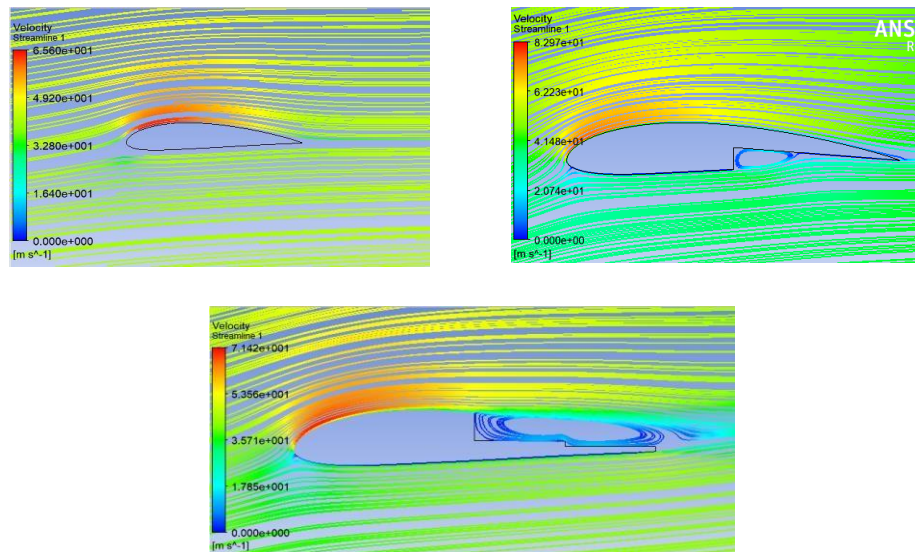 Velocity
Streamline 1
6.560e+001
4.920e+001
3.280e+001
1.640e+001
0.000e+000
[m s^-1]
Velocity
Streamline 1
8.297e+01
6.223e+01
4.148e+01
2.074e+01
0.000e+00
[m s^-1]
ANS
R
Velocity
Streamline 1
7.142e+001
5.356e+001
3.571e+001
1.785e+001
0.000e+000
[m s^-1]